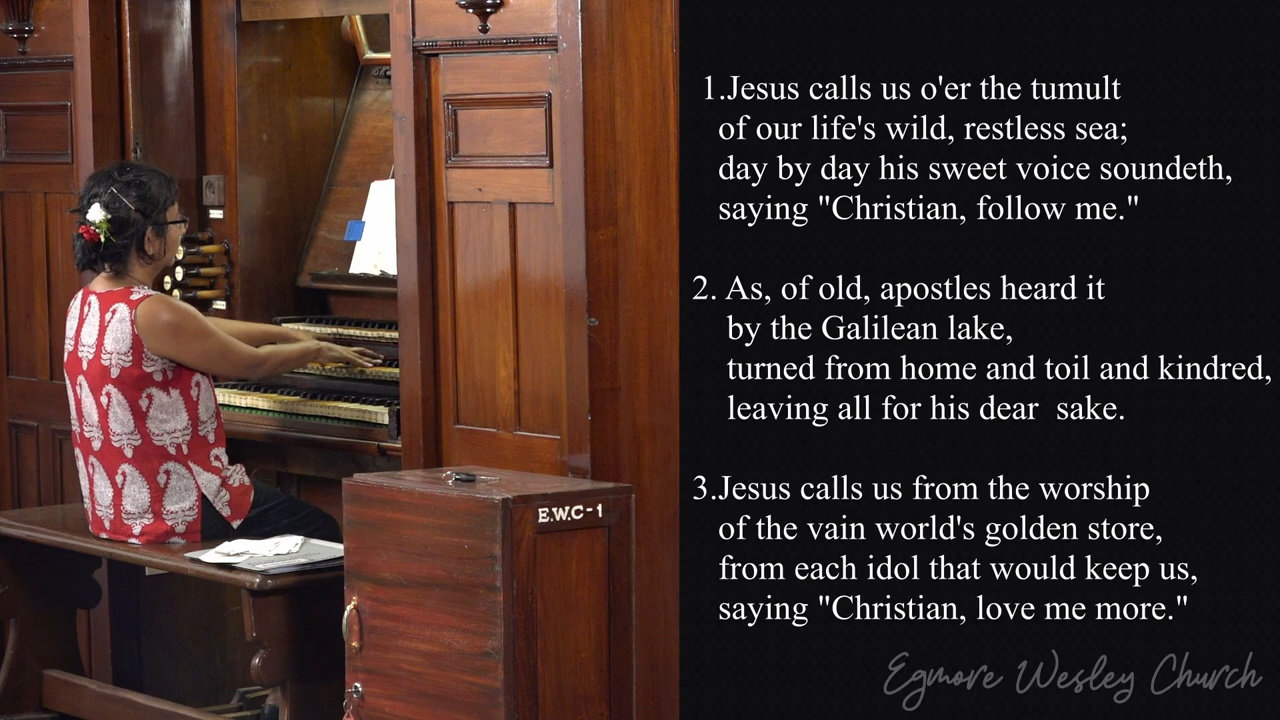 1.Jesus calls us o'er the tumult
of our life's wild, restless sea;
day by day his sweet voice soundeth,
saying "Christian, follow me."
2. As, of old, apostles heard it
by the Galilean lake,
turned from home and toil and kindred,
leaving all for his dear  sake.
3.Jesus calls us from the worship
of the vain world's golden store,
from each idol that would keep us,
saying "Christian, love me more."
E.W.C-1
Egmore Wesley Church